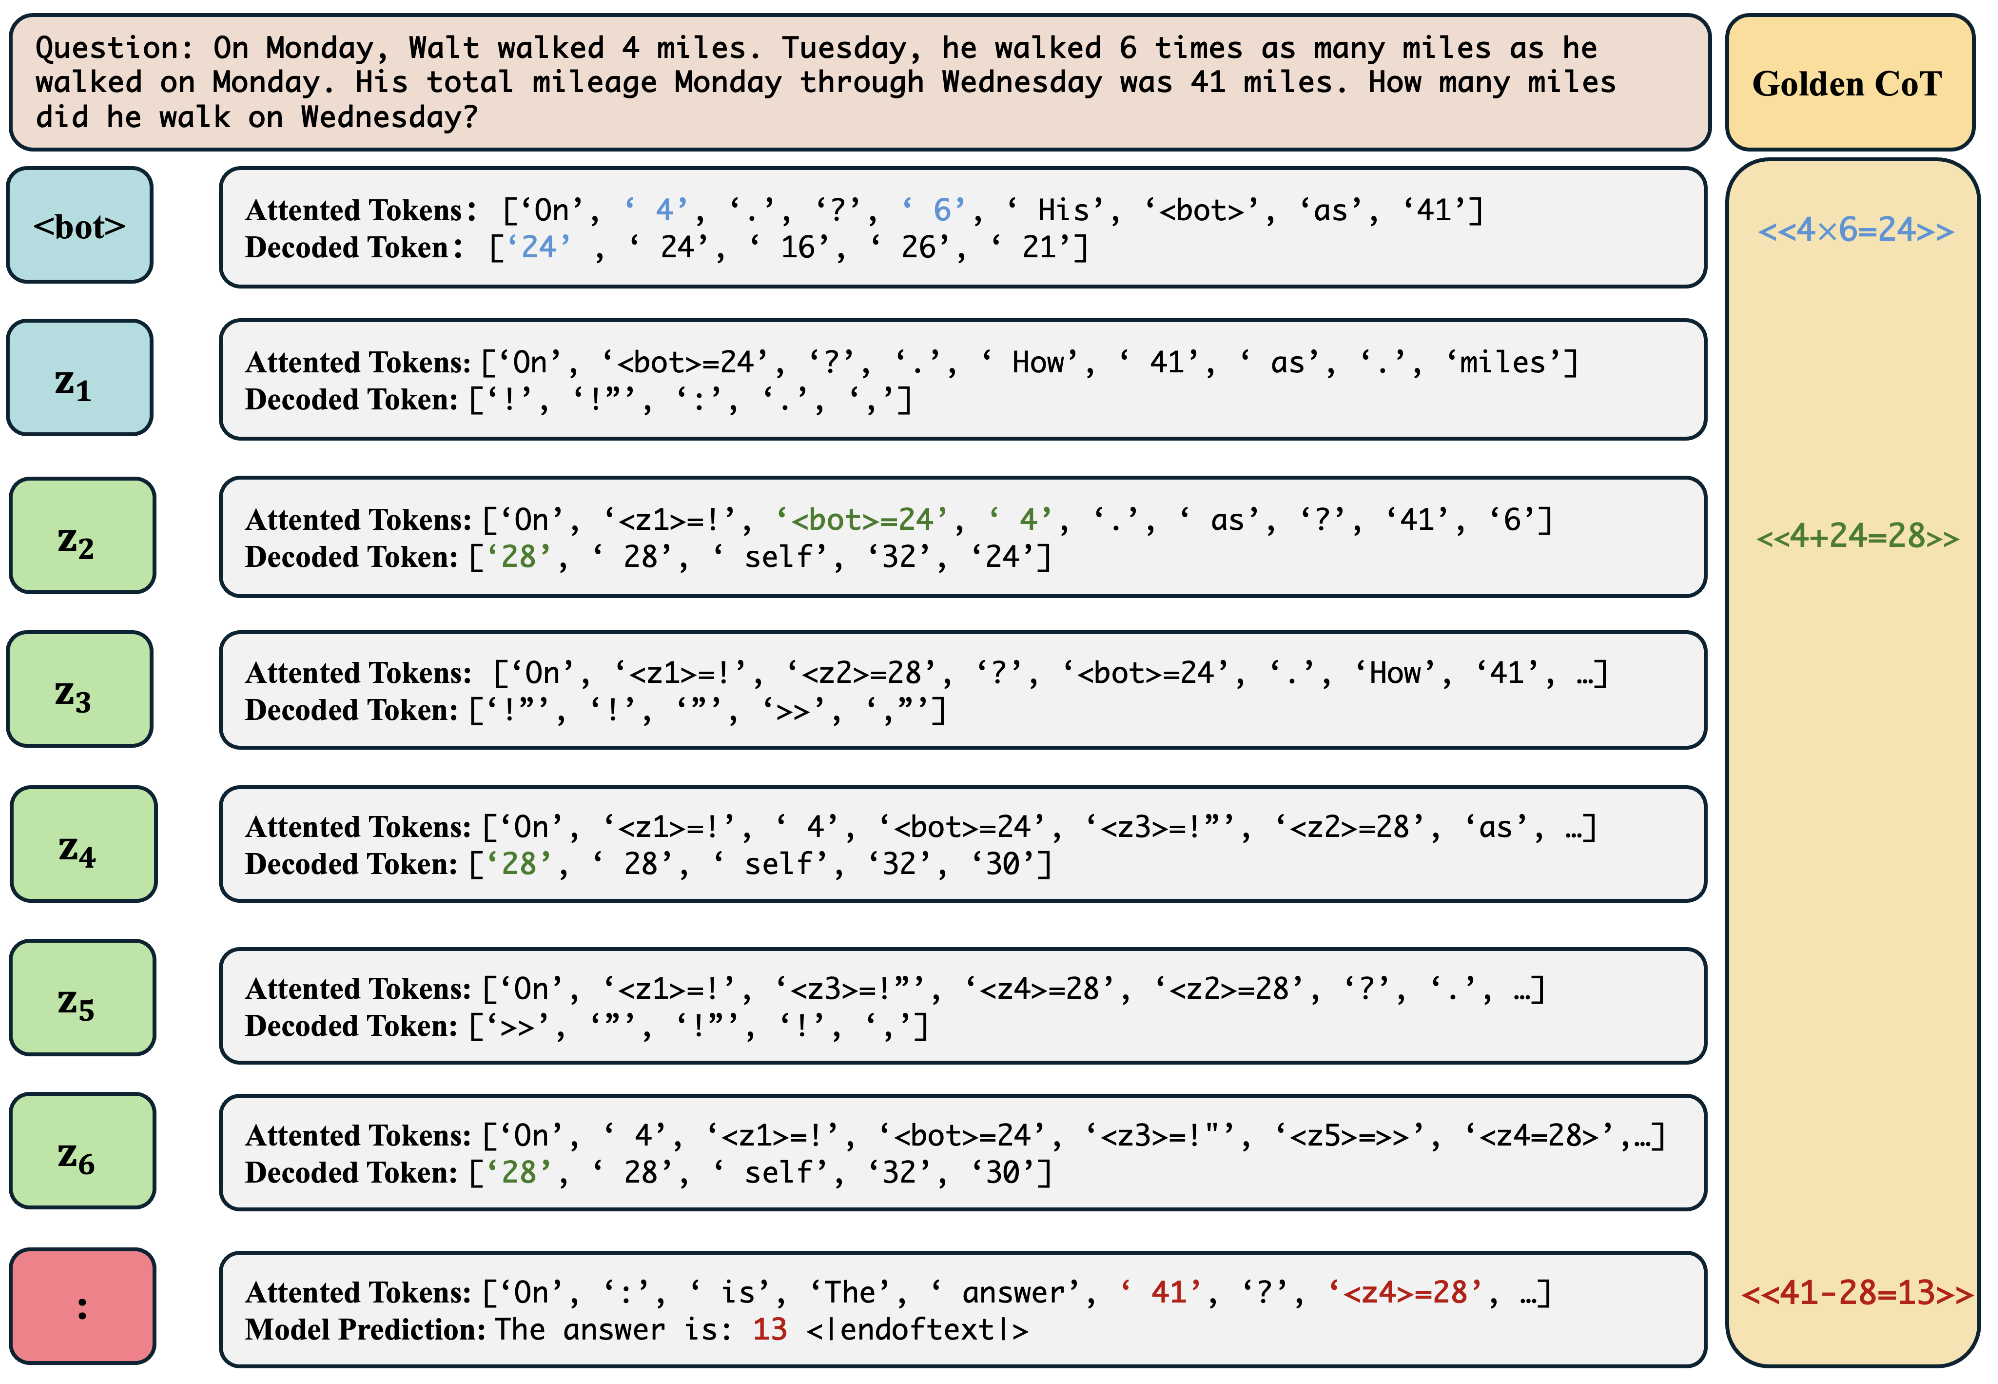 Question: On Monday, Walt walked 4 miles. Tuesday, he walked 6 times as many miles as he
walked on Monday. His total mileage Monday through Wednesday was 41 miles. How many miles
did he walk on Wednesday?
Golden CoT
<bot>
Attented Tokens: [‘On’, ‘ 4’, ‘.’, ‘?’, ‘ 6’, ‘ His’, ‘<bot>’, ‘as’, ‘41’]
Decoded Token: [‘24’ , ‘ 24’, ‘ 16’, ‘ 26’, ‘ 21’]
<<4×6=24>>
z₁
Attented Tokens: [‘On’, ‘<bot>=24’, ‘?’, ‘.’, ‘ How’, ‘ 41’, ‘ as’, ‘.’, ‘miles’]
Decoded Token: [‘!’, ‘!”’, ‘:’, ‘.’, ‘,’]
z₂
Attented Tokens: [‘On’, ‘<z1>=!’, ‘<bot>=24’, ‘ 4’, ‘.’, ‘ as’, ‘?’, ‘41’, ‘6’]
Decoded Token: [‘28’, ‘ 28’, ‘ self’, ‘32’, ‘24’]
<<4+24=28>>
z₃
Attented Tokens: [‘On’, ‘<z1>=!’, ‘<z2>=28’, ‘?’, ‘<bot>=24’, ‘.’, ‘How’, ‘41’, …]
Decoded Token: [‘!”’, ‘!’, ‘”’, ‘>>’, ‘,”’]
z₄
Attented Tokens: [‘On’, ‘<z1>=!’, ‘ 4’, ‘<bot>=24’, ‘<z3>=!”’, ‘<z2>=28’, ‘as’, …]
Decoded Token: [‘28’, ‘ 28’, ‘ self’, ‘32’, ‘30’]
z₅
Attented Tokens: [‘On’, ‘<z1>=!’, ‘<z3>=!”’, ‘<z4>=28’, ‘<z2>=28’, ‘?’, ‘.’, …]
Decoded Token: [‘>>’, ‘”’, ‘!”’, ‘!’, ‘,’]
z₆
Attented Tokens: [‘On’, ‘ 4’, ‘<z1>=!’, ‘<bot>=24’, ‘<z3>=!"’, ‘<z5>=>>’, ‘<z4=28>’,…]
Decoded Token: [‘28’, ‘ 28’, ‘ self’, ‘32’, ‘30’]
:
Attented Tokens: [‘On’, ‘:’, ‘ is’, ‘The’, ‘ answer’, ‘ 41’, ‘?’, ‘<z4>=28’, …]
Model Prediction: The answer is: 13 <|endoftext|>
<<41-28=13>>